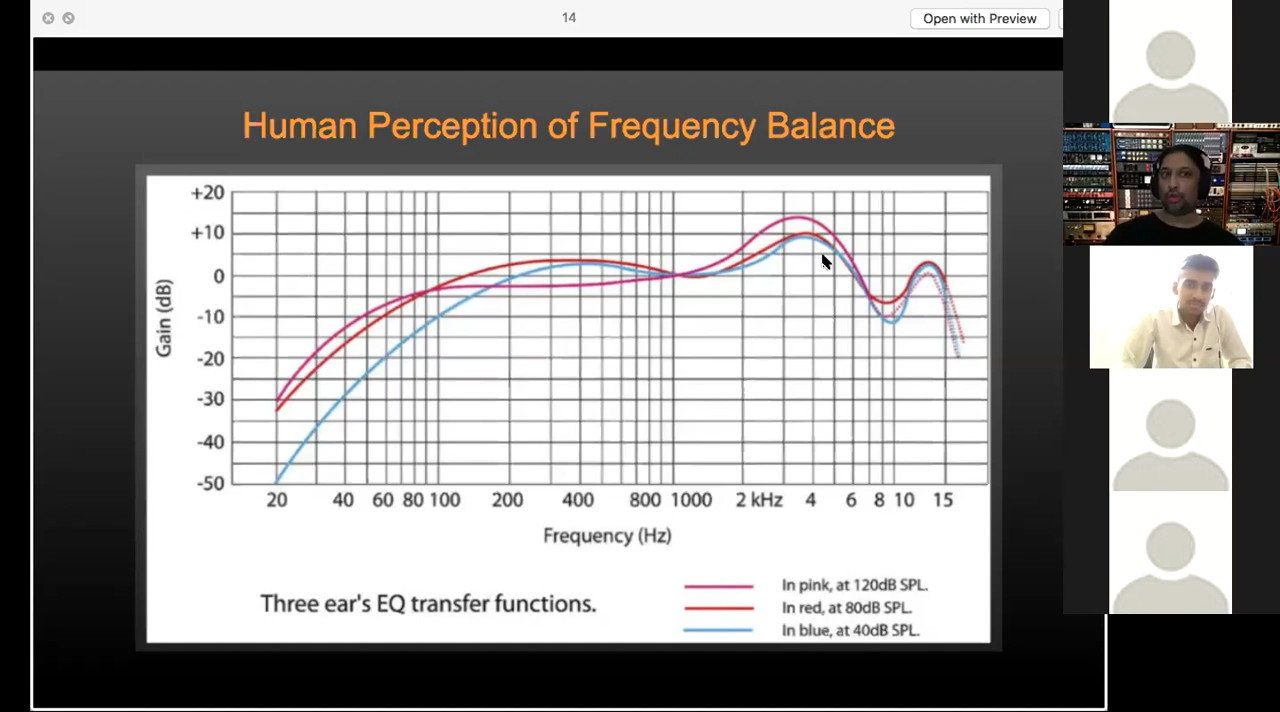 14
Open with Preview
Human Perception of Frequency Balance
+20
+10
0
-10
-20
-30
-40
-50
Gain (dB)
20 40 60 80 100 200 400 800 1000 2 kHz 4 6 8 10 15
Frequency (Hz)
Three ear's EQ transfer functions.
In pink, at 120dB SPL.
In red, at 80dB SPL.
In blue, at 40dB SPL.